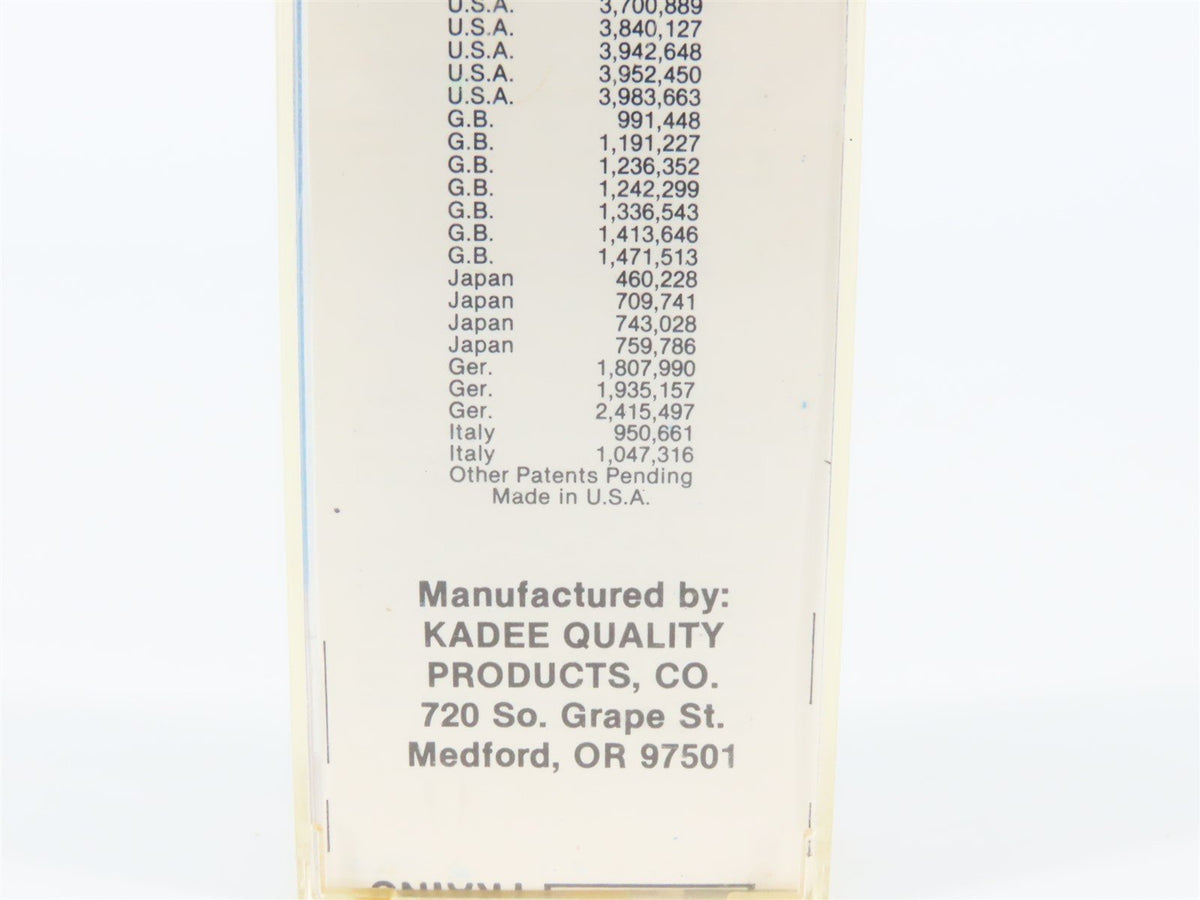 U.S.A. 3,700,889
U.S.A. 3,840,127
U.S.A. 3,942,648
U.S.A. 3,952,450
U.S.A. 3,983,663
G.B. 991,448
G.B. 1,191,227
G.B. 1,236,352
G.B. 1,242,299
G.B. 1,336,543
G.B. 1,413,646
G.B. 1,471,513
Japan 460,228
Japan 709,741
Japan 743,028
Japan 759,786
Ger. 1,807,990
Ger. 1,935,157
Ger. 2,415,497
Italy 950,661
Italy 1,047,316
Other Patents Pending
Made in U.S.A.
Manufactured by:
KADEE QUALITY
PRODUCTS, CO.
720 So. Grape St.
Medford, OR 97501